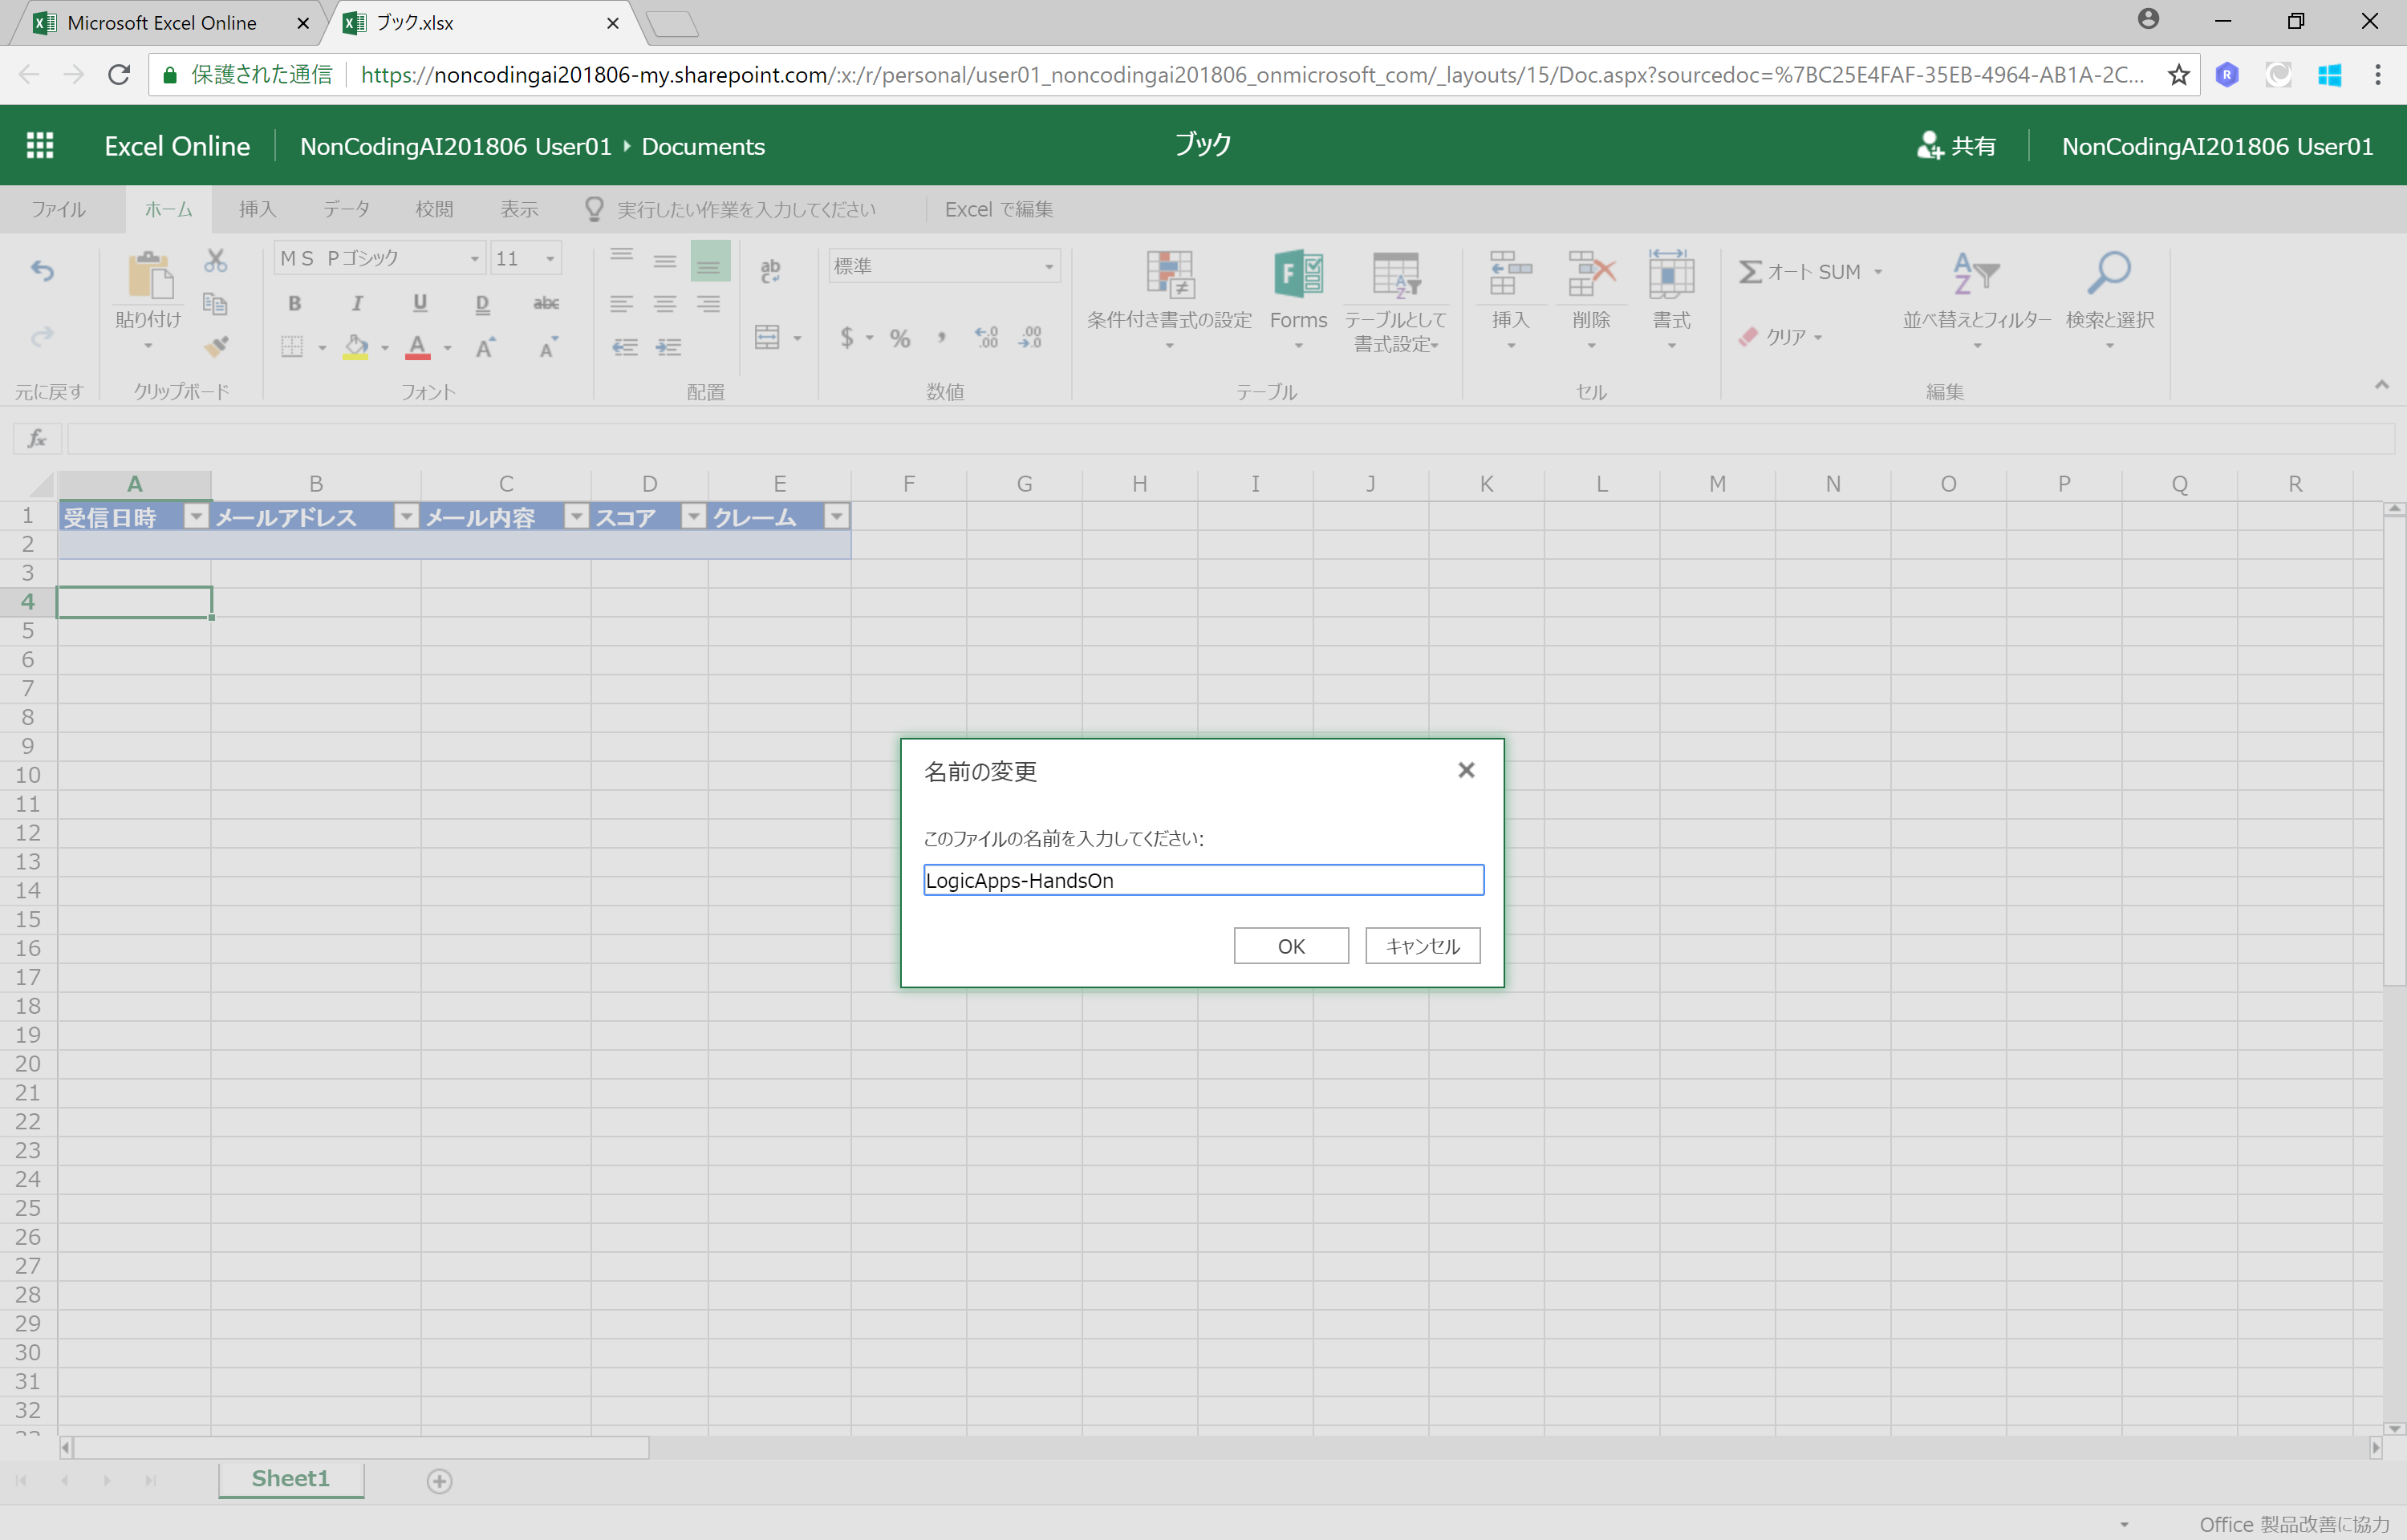 Microsoft Excel Online
ブック.xlsx
保護された通信
https://noncodingai201806-my.sharepoint.com/:x:/r/personal/user01_noncodingai201806_onmicrosoft_com/_layouts/15/Doc.aspx?sourcedoc=%7BC25E4FAF-35EB-4964-AB1A-2C...
Excel Online
NonCodingAI201806 User01 Documents
ブック
共有
NonCodingAI201806 User01
ファイル ホーム 挿入 データ 校閲 表示 実行したい作業を入力してください Excel で編集
ＭＳ Ｐゴシック 11 標準
貼り付け
条件付き書式の設定 Forms テーブルとして書式設定 挿入 削除 書式
オート SUM
クリア
並べ替えとフィルター 検索と選択
元に戻す クリップボード フォント 配置 数値 テーブル セル 編集
fx
A B C D E F G H I J K L M N O P Q R
1 受信日時 メールアドレス メール内容 スコア クレーム
2
3
4
5
6
7
8
9
10
11
12
13
14
15
16
17
18
19
20
21
22
23
24
25
26
27
28
29
30
31
32
名前の変更
このファイルの名前を入力してください:
LogicApps-HandsOn
OK キャンセル
Sheet1
Office 製品改善に協力